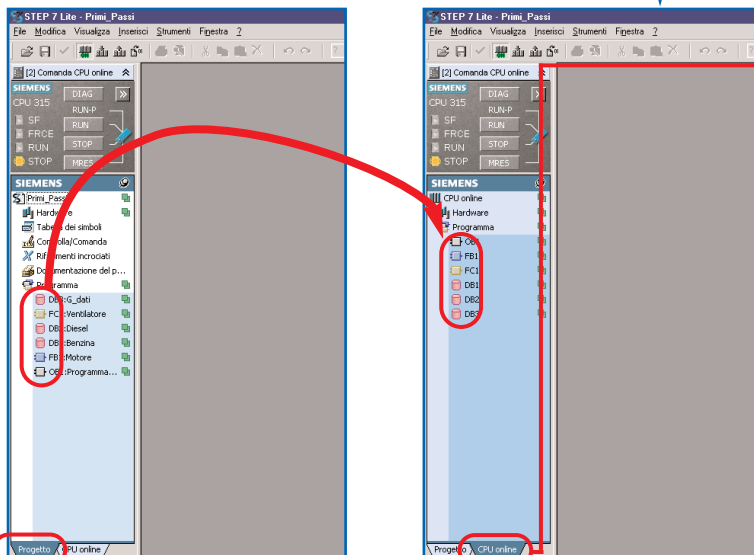 STEP 7 Lite - Primi_Passi
File Modifica Visualizza Inserisci Strumenti Finestra ?
[2] Comanda CPU online
SIEMENS
CPU 315
DIAG
RUN-P
SF
RUN
FRCE
RUN
STOP
STOP
MRES
SIEMENS
Primi_Pass
Hardware
Tabella dei simboli
Controlla/Comanda
Riferimenti incrociati
Documentazione del p...
Programma
DB3:G_dati
FC1:Ventilatore
DB2:Diesel
DB1:Benzina
FB1:Motore
OB1:Programma...
Progetto CPU online
STEP 7 Lite - Primi_Passi
File Modifica Visualizza Inserisci Strumenti Finestra ?
[2] Comanda CPU online
SIEMENS
CPU 315
DIAG
RUN-P
SF
RUN
FRCE
RUN
STOP
STOP
MRES
SIEMENS
CPU online
Hardware
Programma
OB1
FB1
FC1
DB1
DB2
DB3
Progetto CPU online